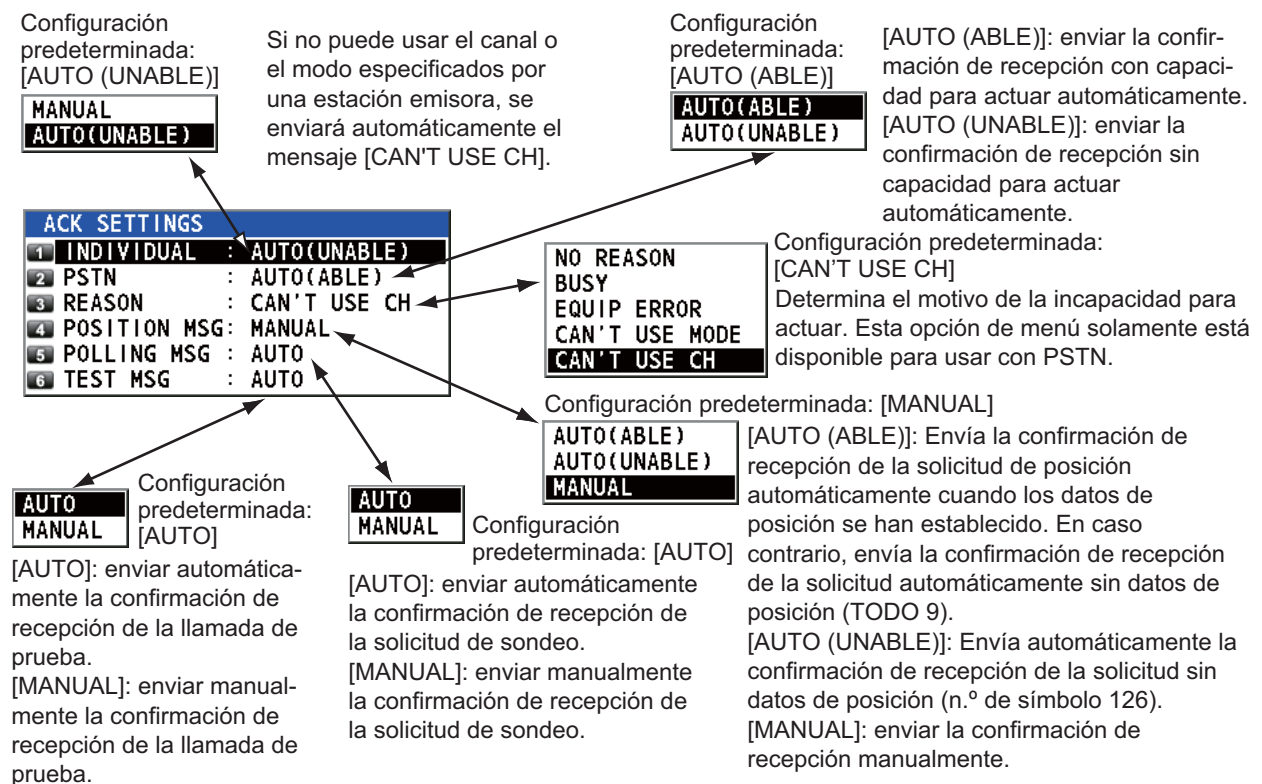 Configuración
predeterminada:
[AUTO (UNABLE)]
MANUAL
AUTO(UNABLE)
Si no puede usar el canal o
el modo especificados por
una estación emisora, se
enviará automáticamente el
mensaje [CAN'T USE CH].
Configuración
predeterminada:
[AUTO (ABLE)]
AUTO(ABLE)
AUTO(UNABLE)
[AUTO (ABLE)]: enviar la confir-
mación de recepción con capaci-
dad para actuar automáticamente.
[AUTO (UNABLE)]: enviar la
confirmación de recepción sin
capacidad para actuar
automáticamente.
ACK SETTINGS
1 INDIVIDUAL : AUTO(UNABLE)
2 PSTN : AUTO(ABLE)
3 REASON : CAN'T USE CH
4 POSITION MSG: MANUAL
5 POLLING MSG : AUTO
6 TEST MSG : AUTO
NO REASON
BUSY
EQUIP ERROR
CAN'T USE MODE
CAN'T USE CH
Configuración predeterminada:
[CAN'T USE CH]
Determina el motivo de la incapacidad para
actuar. Esta opción de menú solamente está
disponible para usar con PSTN.
Configuración predeterminada: [MANUAL]
AUTO(ABLE)
AUTO(UNABLE)
MANUAL
[AUTO (ABLE)]: Envía la confirmación de
recepción de la solicitud de posición
automáticamente cuando los datos de
posición se han establecido. En caso
contrario, envía la confirmación de recepción
de la solicitud automáticamente sin datos de
posición (TODO 9).
[AUTO (UNABLE)]: Envía automáticamente la
confirmación de recepción de la solicitud sin
datos de posición (n.º de símbolo 126).
[MANUAL]: enviar la confirmación de
recepción manualmente.
AUTO
MANUAL
Configuración
predeterminada:
[AUTO]
[AUTO]: enviar automática-
mente la confirmación de
recepción de la llamada de
prueba.
[MANUAL]: enviar manual-
mente la confirmación de
recepción de la llamada de
prueba.
AUTO
MANUAL
Configuración
predeterminada: [AUTO]
[AUTO]: enviar automáticamente
la confirmación de recepción de
la solicitud de sondeo.
[MANUAL]: enviar manualmente
la confirmación de recepción de
la solicitud de sondeo.